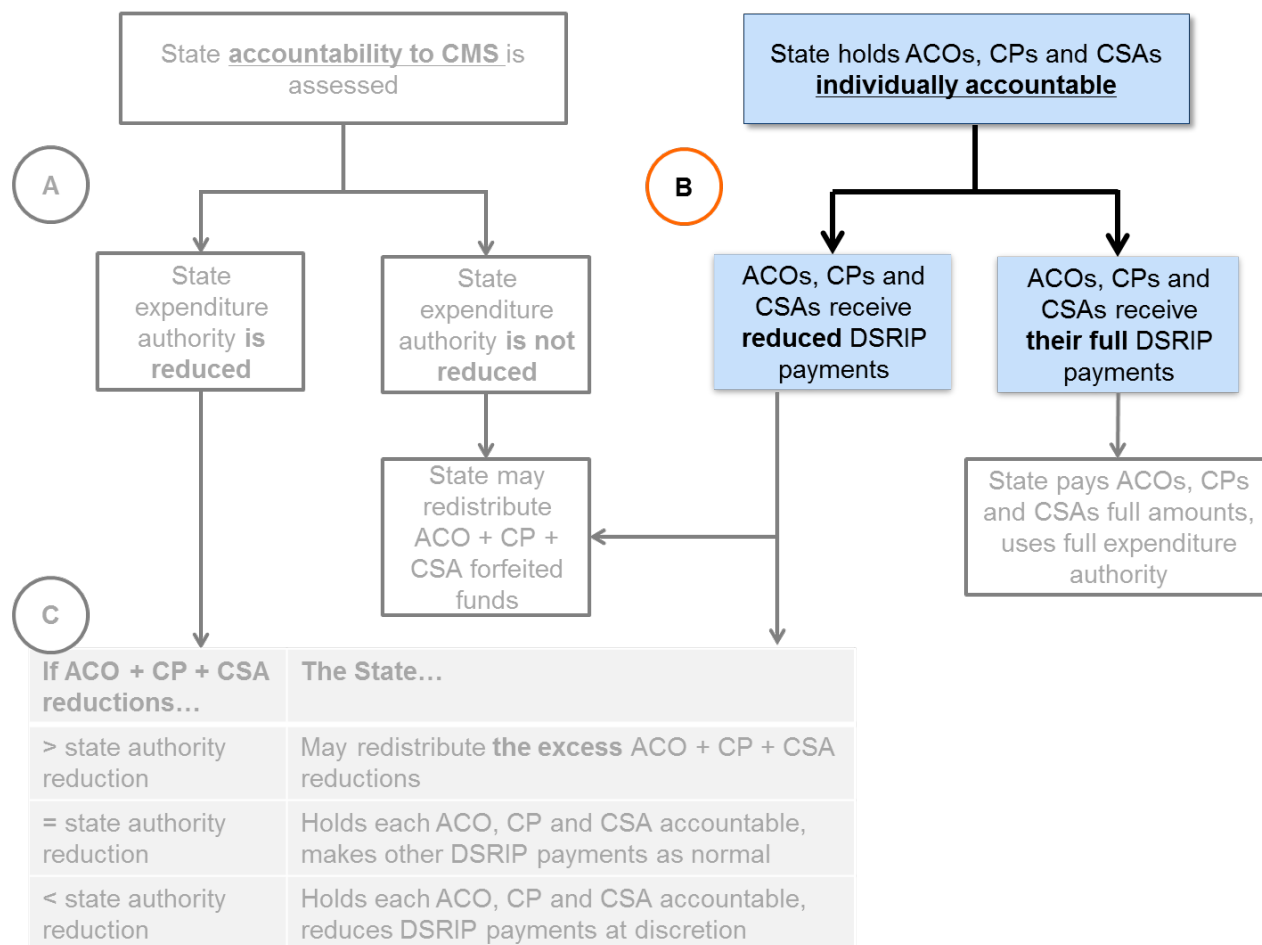 State accountability to CMS is
assessed
State holds ACOs, CPs and CSAs
individually accountable
A
B
State
expenditure
authority is
reduced
State
expenditure
authority is not
reduced
ACOs, CPs and
CSAs receive
reduced DSRIP
payments
ACOs, CPs and
CSAs receive
their full DSRIP
payments
State may
redistribute
ACO + CP +
CSA forfeited
funds
State pays ACOs, CPs
and CSAs full amounts,
uses full expenditure
authority
C
If ACO + CP + CSA
reductions…
The State…
> state authority
reduction
May redistribute the excess ACO + CP + CSA
reductions
= state authority
reduction
Holds each ACO, CP and CSA accountable,
makes other DSRIP payments as normal
< state authority
reduction
Holds each ACO, CP and CSA accountable,
reduces DSRIP payments at discretion